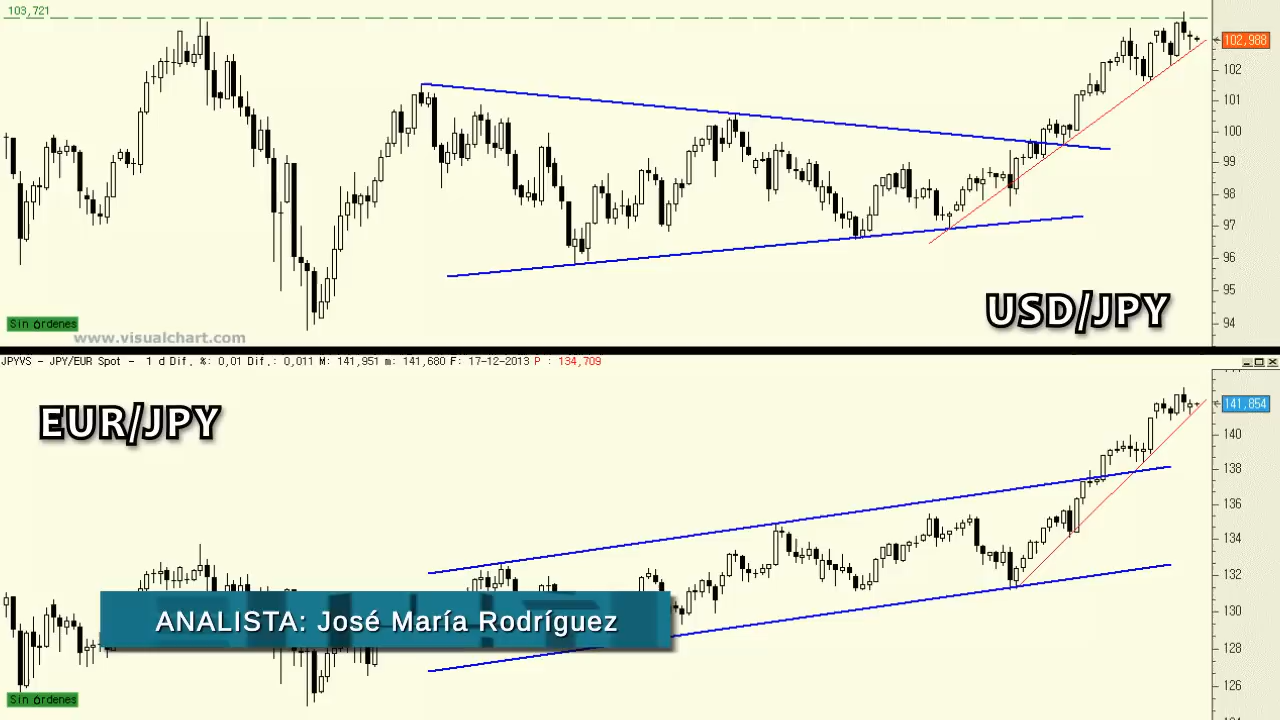 103,721
102,988
102
101
100
99
98
97
96
95
94
USD/JPY
Sin órdenes
www.visualchart.com
JPYVS - JPY/EUR Spot - 1 d Dif. %: 0,01 Dif.: 0,011 M: 141,951 m: 141,680 F: 17-12-2013 P : 134,709
EUR/JPY
141,854
140
138
136
134
132
130
128
126
ANALISTA: José María Rodríguez
Sin órdenes